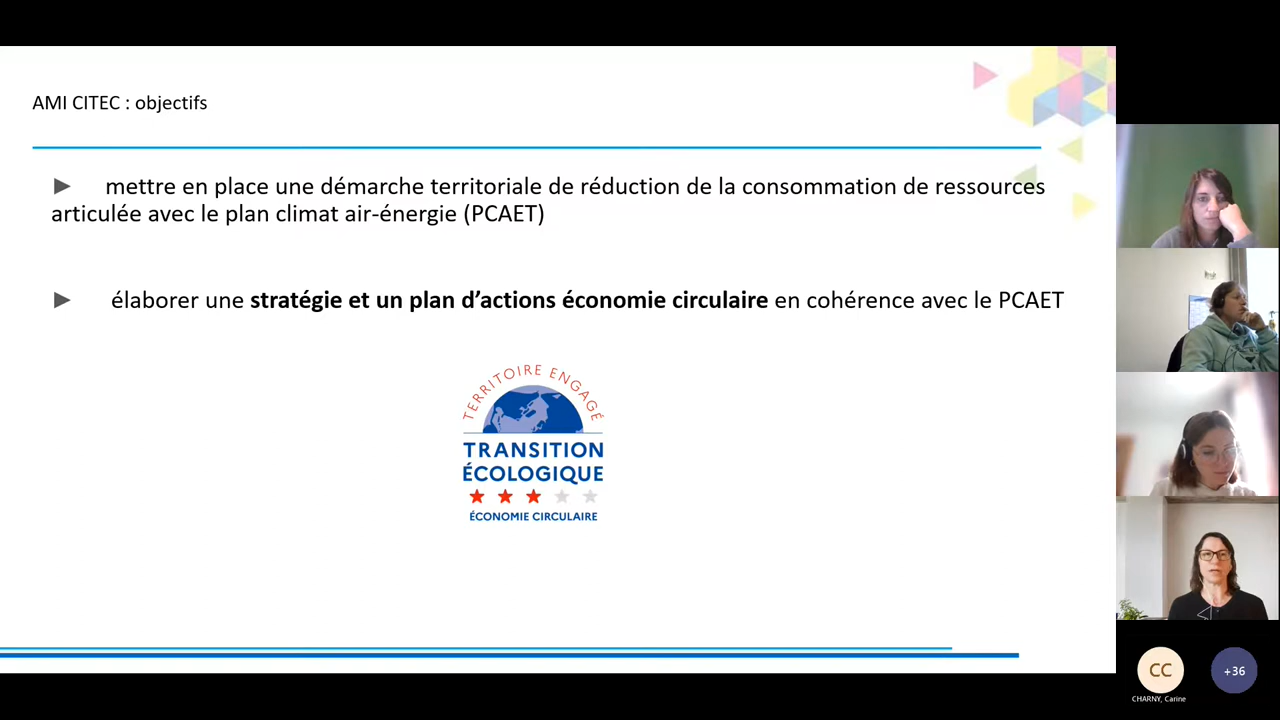 AMI CITEC : objectifs
► mettre en place une démarche territoriale de réduction de la consommation de ressources
articulée avec le plan climat air-énergie (PCAET)
► élaborer une stratégie et un plan d’actions économie circulaire en cohérence avec le PCAET
TERRITOIRE ENGAGÉ
TRANSITION
ÉCOLOGIQUE
ÉCONOMIE CIRCULAIRE
CC
+36
CHARNY, Carine